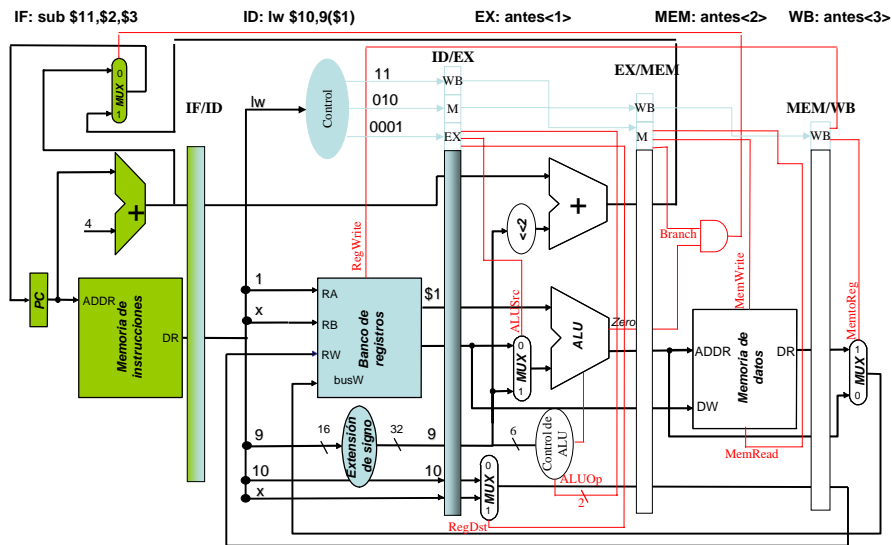 IF: sub $11,$2,$3
ID: lw $10,9($1)
EX: antes<1>
MEM: antes<2>
WB: antes<3>
0
MUX
1
IF/ID
lw
Control
11
010
0001
ID/EX
WB
M
EX
EX/MEM
WB
M
MEM/WB
WB
4
+
<<2
+
Branch
RegWrite
PC
ADDR
Memoria de instrucciones
DR
1
x
RA
RB
RW
busW
Banco de registros
$1
ALUSrc
0
MUX
1
ALU
Zero
MemWrite
ADDR
DR
DW
Memoria de datos
MemRead
MemtoReg
1
MUX
0
9
16
Extensión de signo
32
9
6
Control de ALU
ALUOp
2
10
10
x
0
MUX
1
RegDst